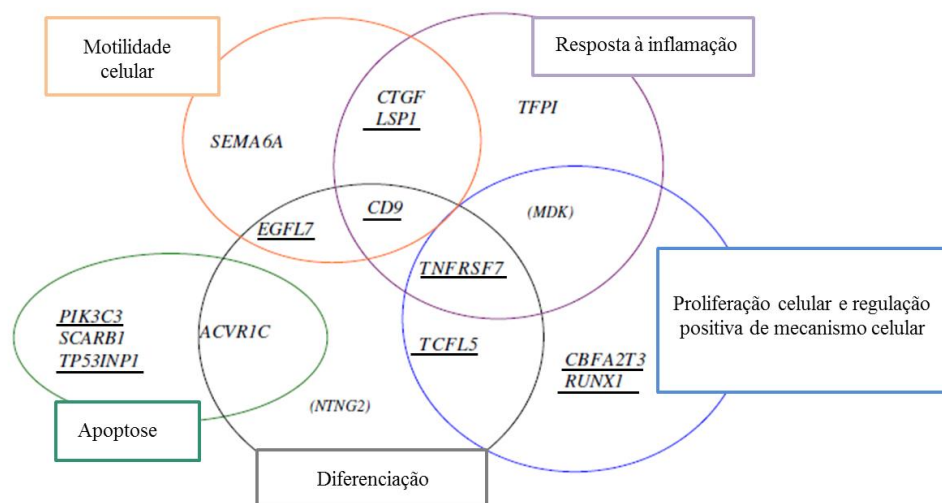 Motilidade
celular
Resposta à inflamação
CTGF
LSP1
TFPI
SEMA6A
CD9
(MDK)
EGFL7
TNFRSF7
Proliferação celular e regulação
positiva de mecanismo celular
PIK3C3
SCARB1
TP53INP1
ACVR1C
TCFL5
CBFA2T3
RUNX1
(NTNG2)
Apoptose
Diferenciação